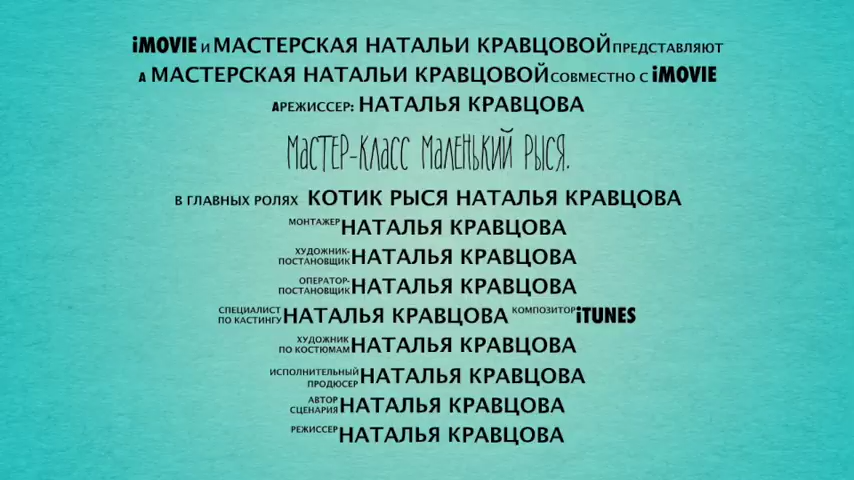 iMOVIE и МАСТЕРСКАЯ НАТАЛЬИ КРАВЦОВОЙ ПРЕДСТАВЛЯЮТ
А МАСТЕРСКАЯ НАТАЛЬИ КРАВЦОВОЙ СОВМЕСТНО С iMOVIE
АРЕЖИССЕР: НАТАЛЬЯ КРАВЦОВА
МАСТЕР-КЛАСС МАЛЕНЬКИЙ РЫСЯ.
В ГЛАВНЫХ РОЛЯХ КОТИК РЫСЯ НАТАЛЬЯ КРАВЦОВА
МОНТАЖЕР НАТАЛЬЯ КРАВЦОВА
ХУДОЖНИК-ПОСТАНОВЩИК НАТАЛЬЯ КРАВЦОВА
ОПЕРАТОР-ПОСТАНОВЩИК НАТАЛЬЯ КРАВЦОВА
СПЕЦИАЛИСТ ПО КАСТИНГУ НАТАЛЬЯ КРАВЦОВА КОМПОЗИТОР iTUNES
ХУДОЖНИК ПО КОСТЮМАМ НАТАЛЬЯ КРАВЦОВА
ИСПОЛНИТЕЛЬНЫЙ ПРОДЮСЕР НАТАЛЬЯ КРАВЦОВА
АВТОР СЦЕНАРИЯ НАТАЛЬЯ КРАВЦОВА
РЕЖИССЕР НАТАЛЬЯ КРАВЦОВА